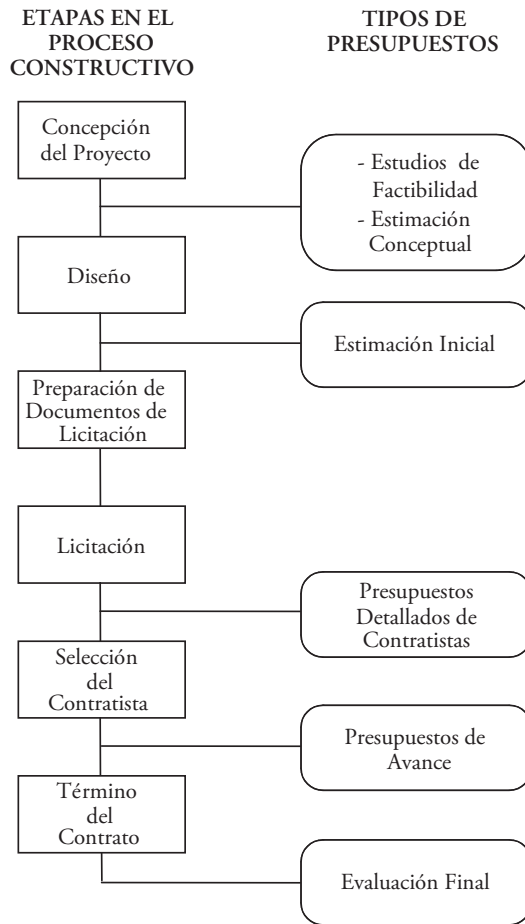 ETAPAS EN EL
PROCESO
CONSTRUCTIVO
TIPOS DE
PRESUPUESTOS
Concepción
del Proyecto
- Estudios de
Factibilidad
- Estimación
Conceptual
Diseño
Estimación Inicial
Preparación de
Documentos de
Licitación
Licitación
Presupuestos
Detallados de
Contratistas
Selección
del
Contratista
Presupuestos de
Avance
Término
del
Contrato
Evaluación Final